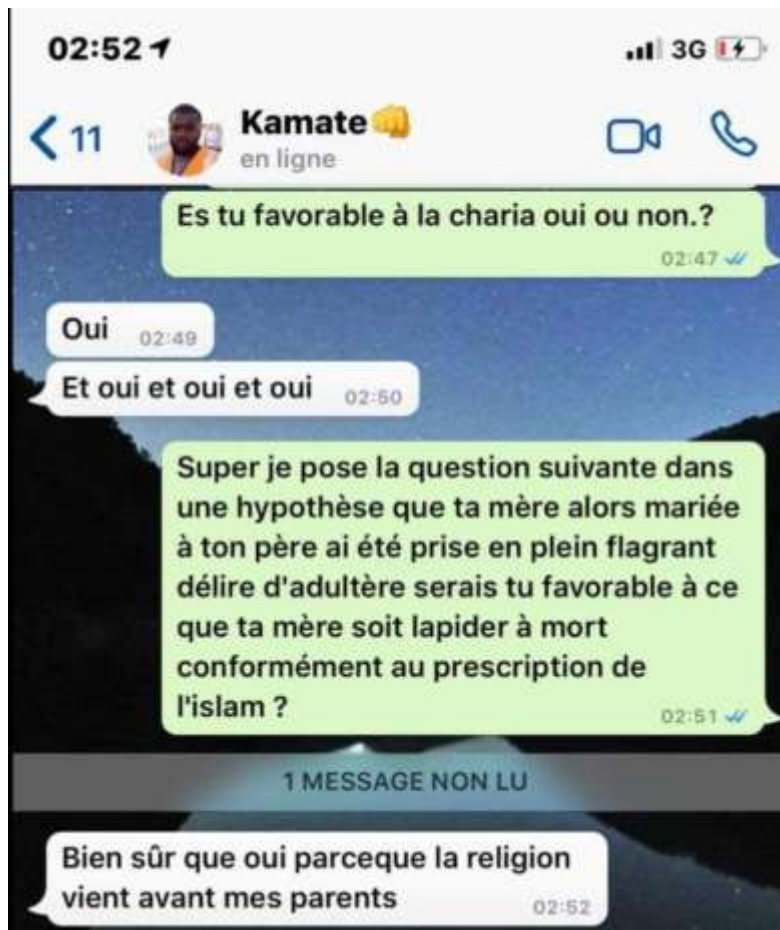 02:52
3G
11
Kamate👊
en ligne
Es tu favorable à la charia oui ou non.?
02:47
Oui 02:49
Et oui et oui et oui 02:50
Super je pose la question suivante dans
une hypothèse que ta mère alors mariée
à ton père ai été prise en plein flagrant
délire d'adultère serais tu favorable à ce
que ta mère soit lapider à mort
conformément au prescription de
l'islam ?
02:51
1 MESSAGE NON LU
Bien sûr que oui parceque la religion
vient avant mes parents
02:52